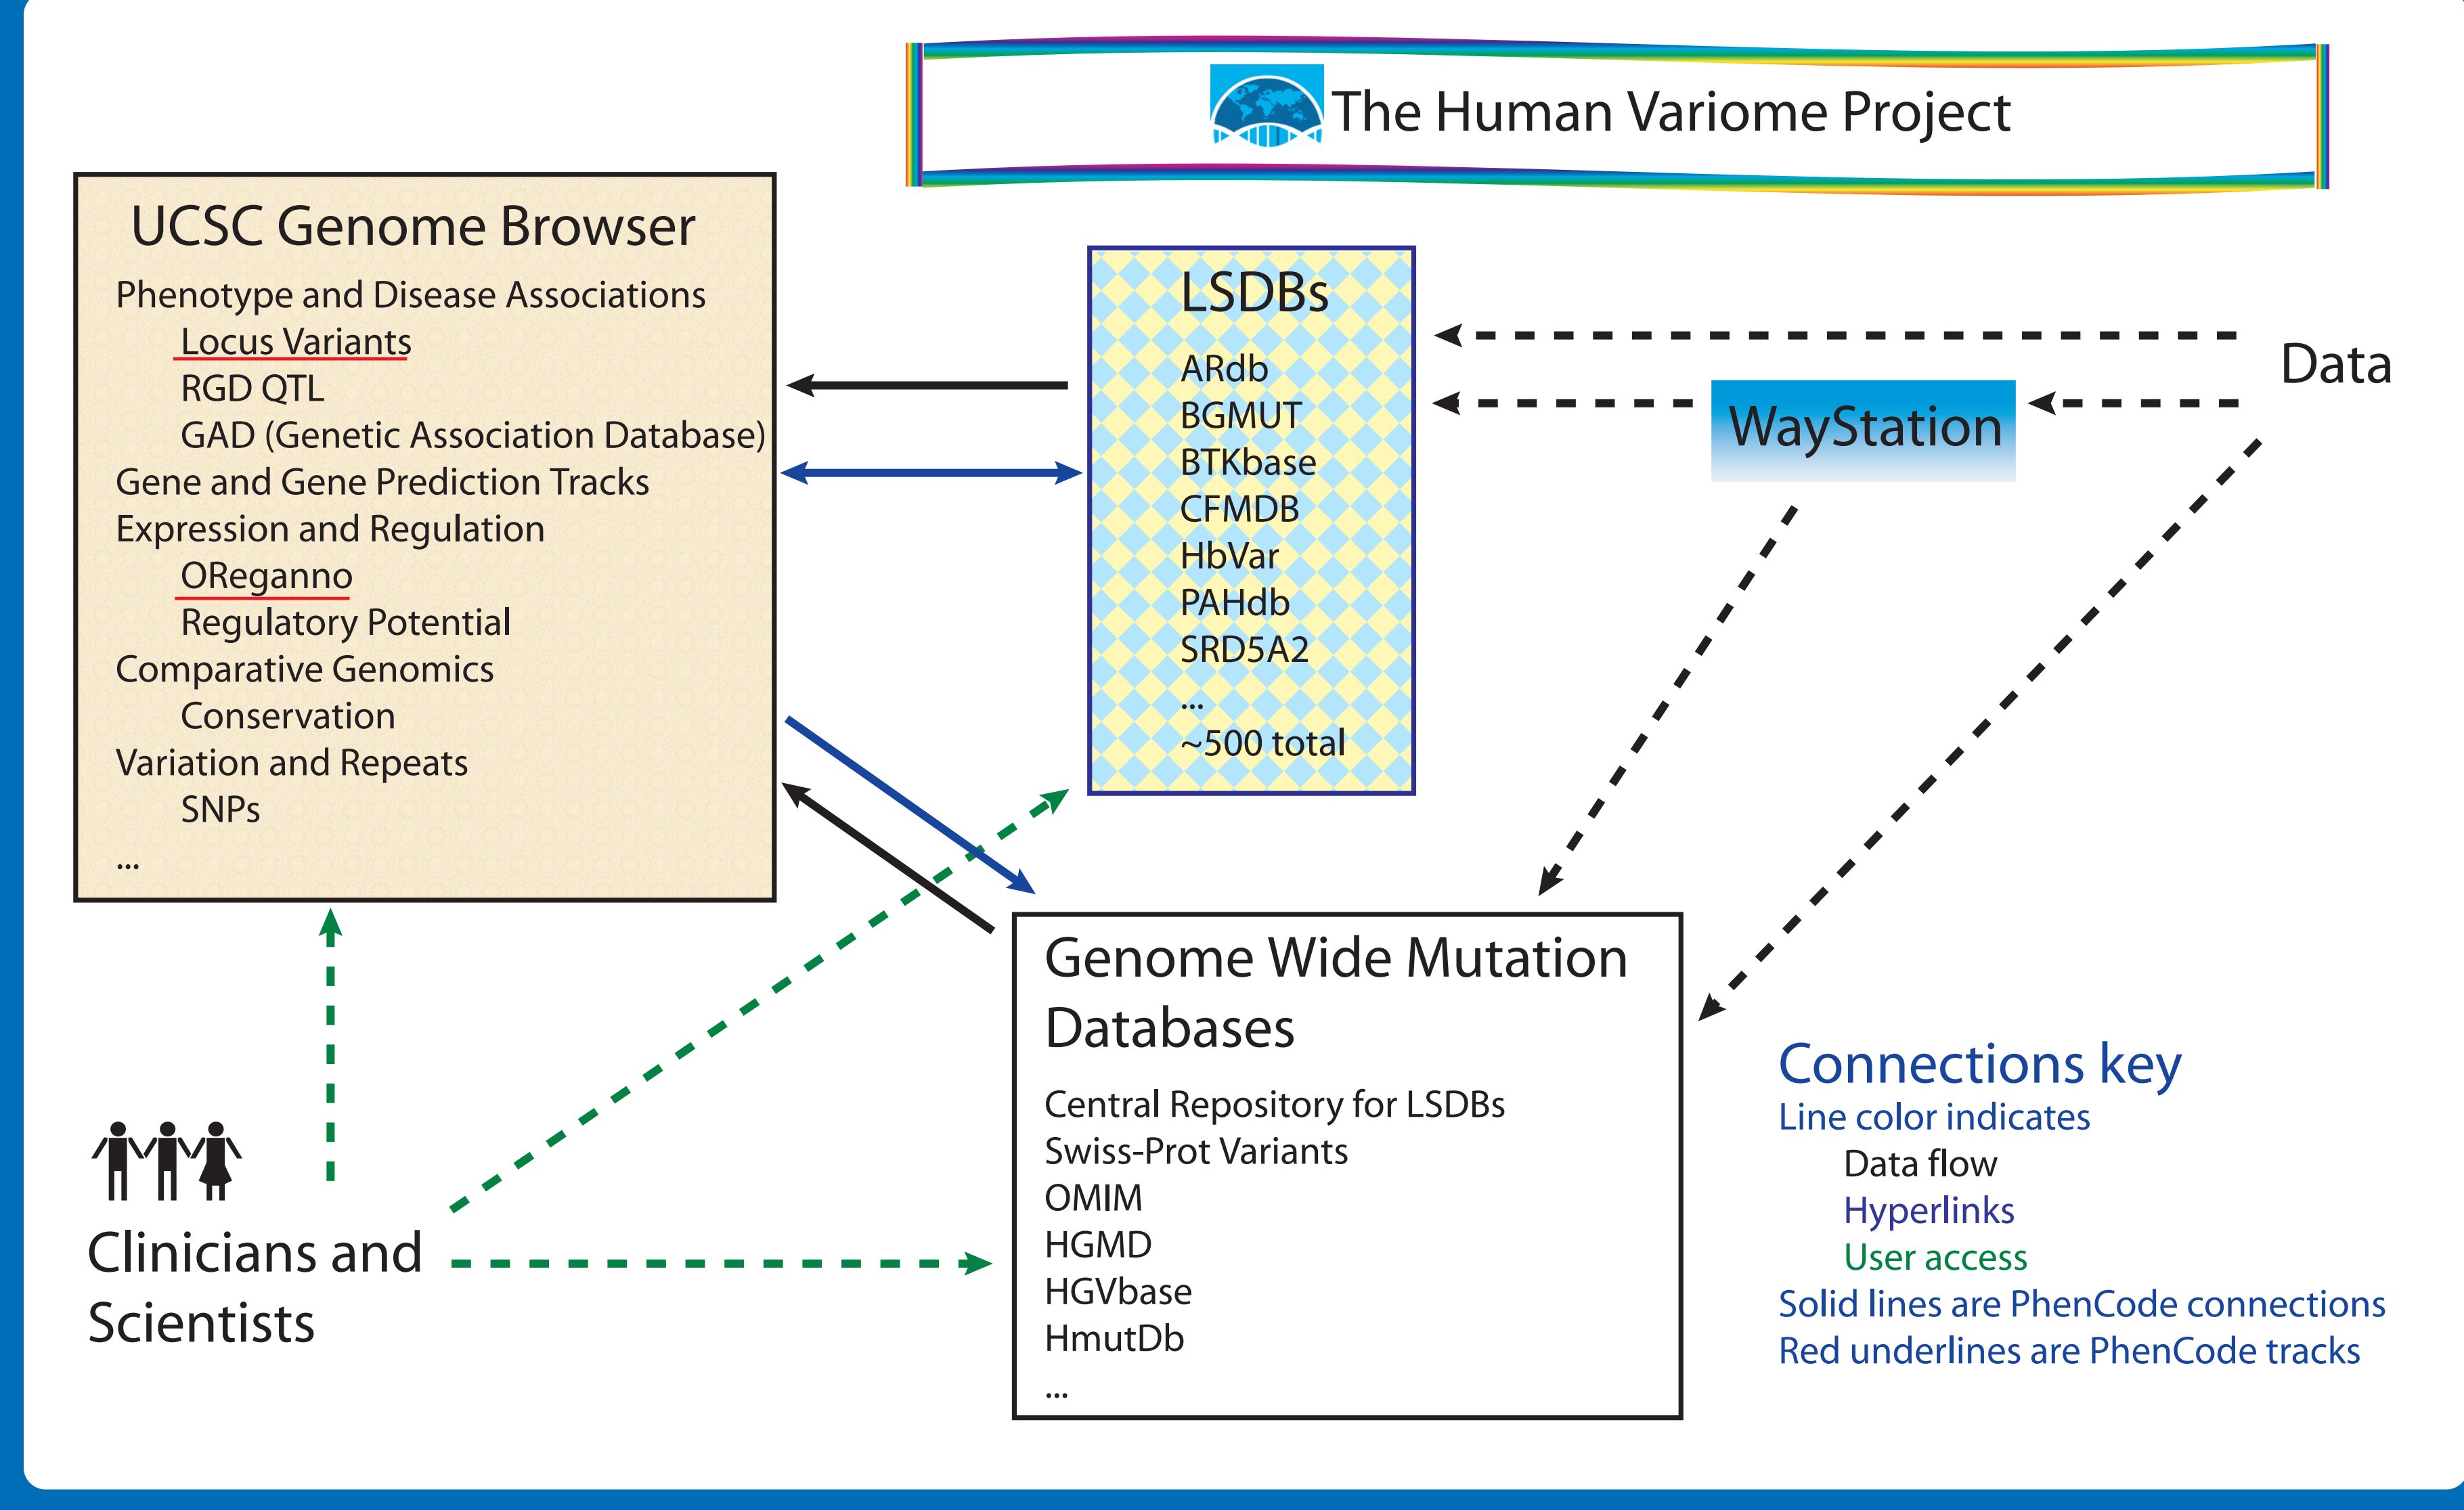 The Human Variome Project
UCSC Genome Browser
Phenotype and Disease Associations
Locus Variants
RGD QTL
GAD (Genetic Association Database)
Gene and Gene Prediction Tracks
Expression and Regulation
OReganno
Regulatory Potential
Comparative Genomics
Conservation
Variation and Repeats
SNPs
...
LSDBs
ARdb
BGMUT
BTKbase
CFMDB
HbVar
PAHdb
SRD5A2
...
~500 total
WayStation
Data
Genome Wide Mutation
Databases
Central Repository for LSDBs
Swiss-Prot Variants
OMIM
HGMD
HGVbase
HmutDb
...
Clinicians and
Scientists
Connections key
Line color indicates
Data flow
Hyperlinks
User access
Solid lines are PhenCode connections
Red underlines are PhenCode tracks